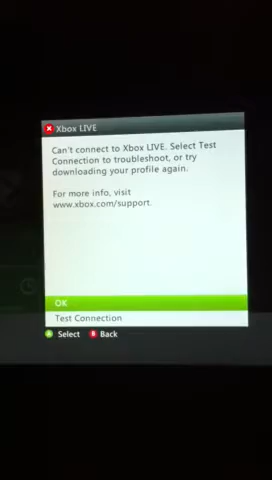 Xbox LIVE
Can't connect to Xbox LIVE. Select Test
Connection to troubleshoot, or try
downloading your profile again.
For more info, visit
www.xbox.com/support.
OK
Test Connection
A Select B Back